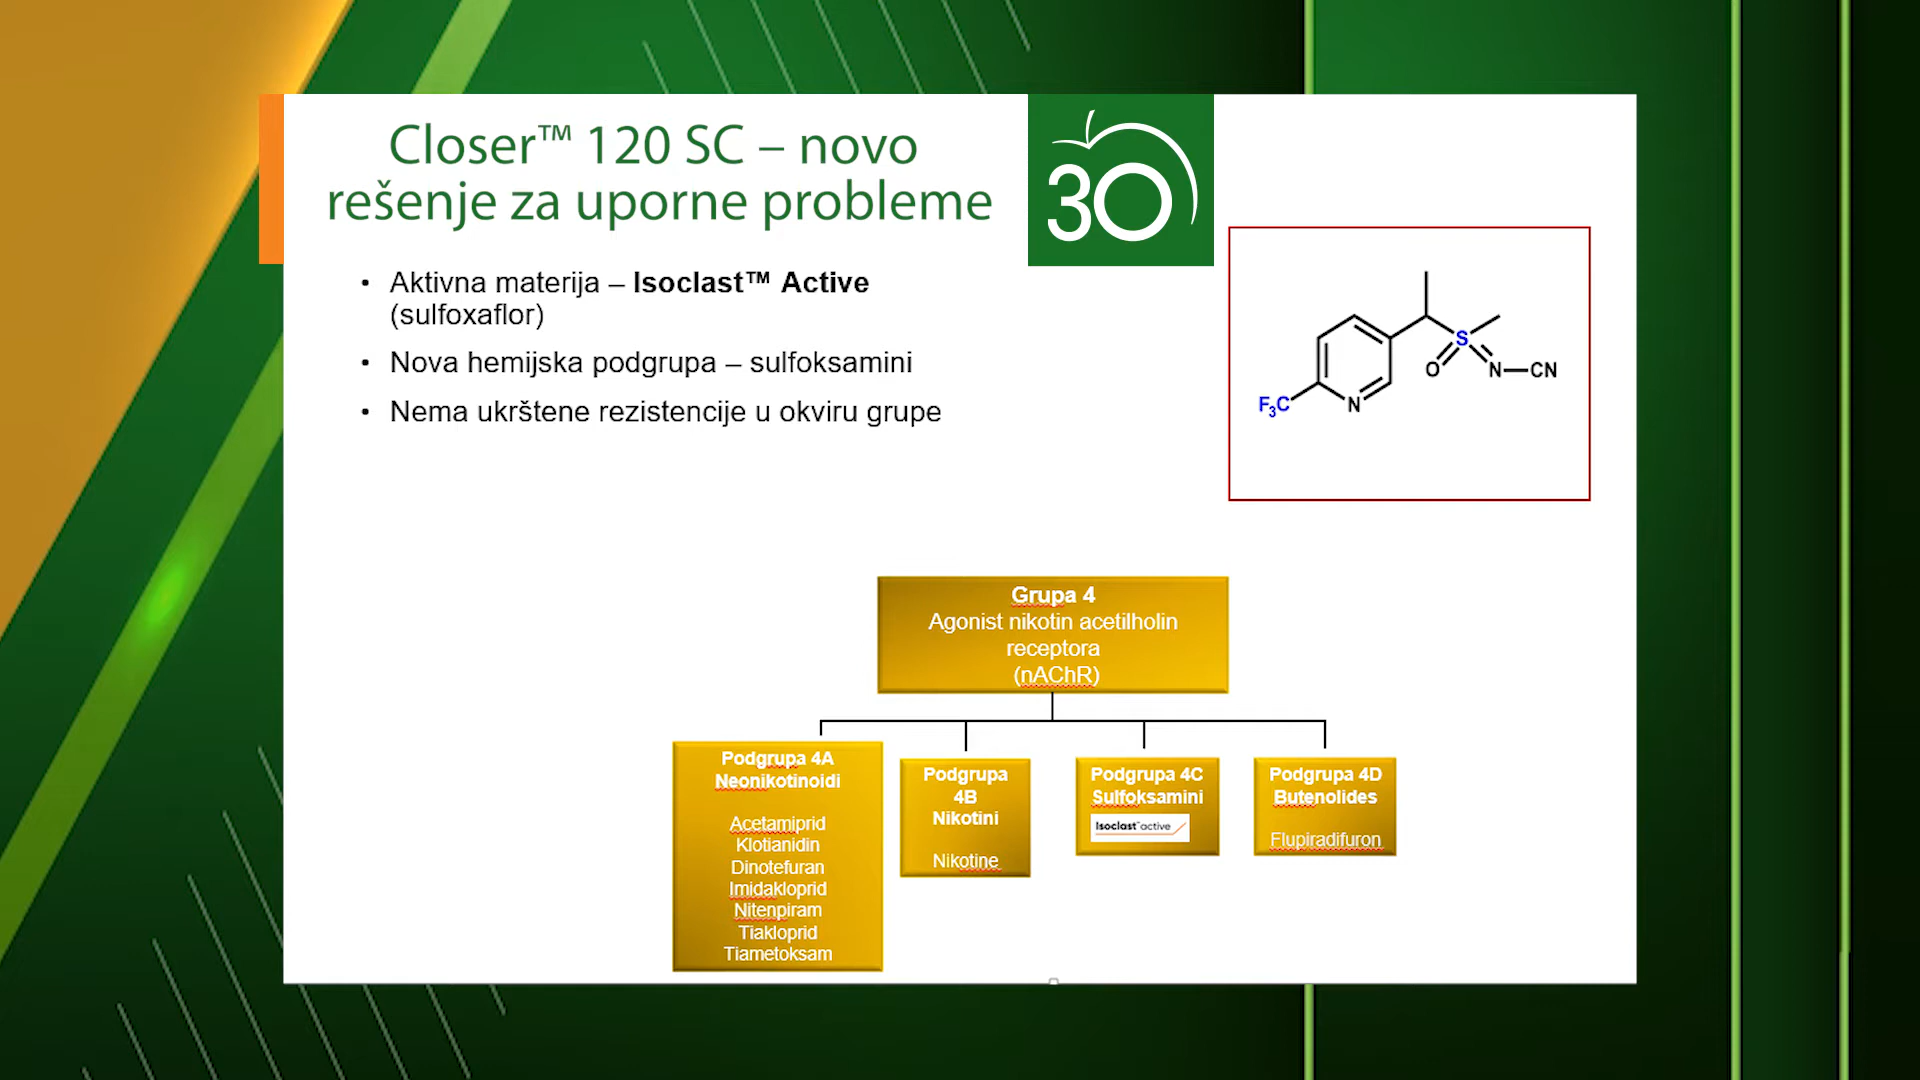 Closer™ 120 SC – novo
rešenje za uporne probleme
30
• Aktivna materija – Isoclast™ Active
(sulfoxaflor)
• Nova hemijska podgrupa – sulfoksamini
• Nema ukrštene rezistencije u okviru grupe
S
O
N
CN
F₃C
N
Grupa 4
Agonist nikotin acetilholin
receptora
(nAChR)
Podgrupa 4A
Neonikotinoidi
Acetamiprid
Klotianidin
Dinotefuran
Imidakloprid
Nitenpiram
Tiakloprid
Tiametoksam
Podgrupa
4B
Nikotini
Nikotine
Podgrupa 4C
Sulfoksamini
Isoclast™ active
Podgrupa 4D
Butenolides
Flupiradifuron